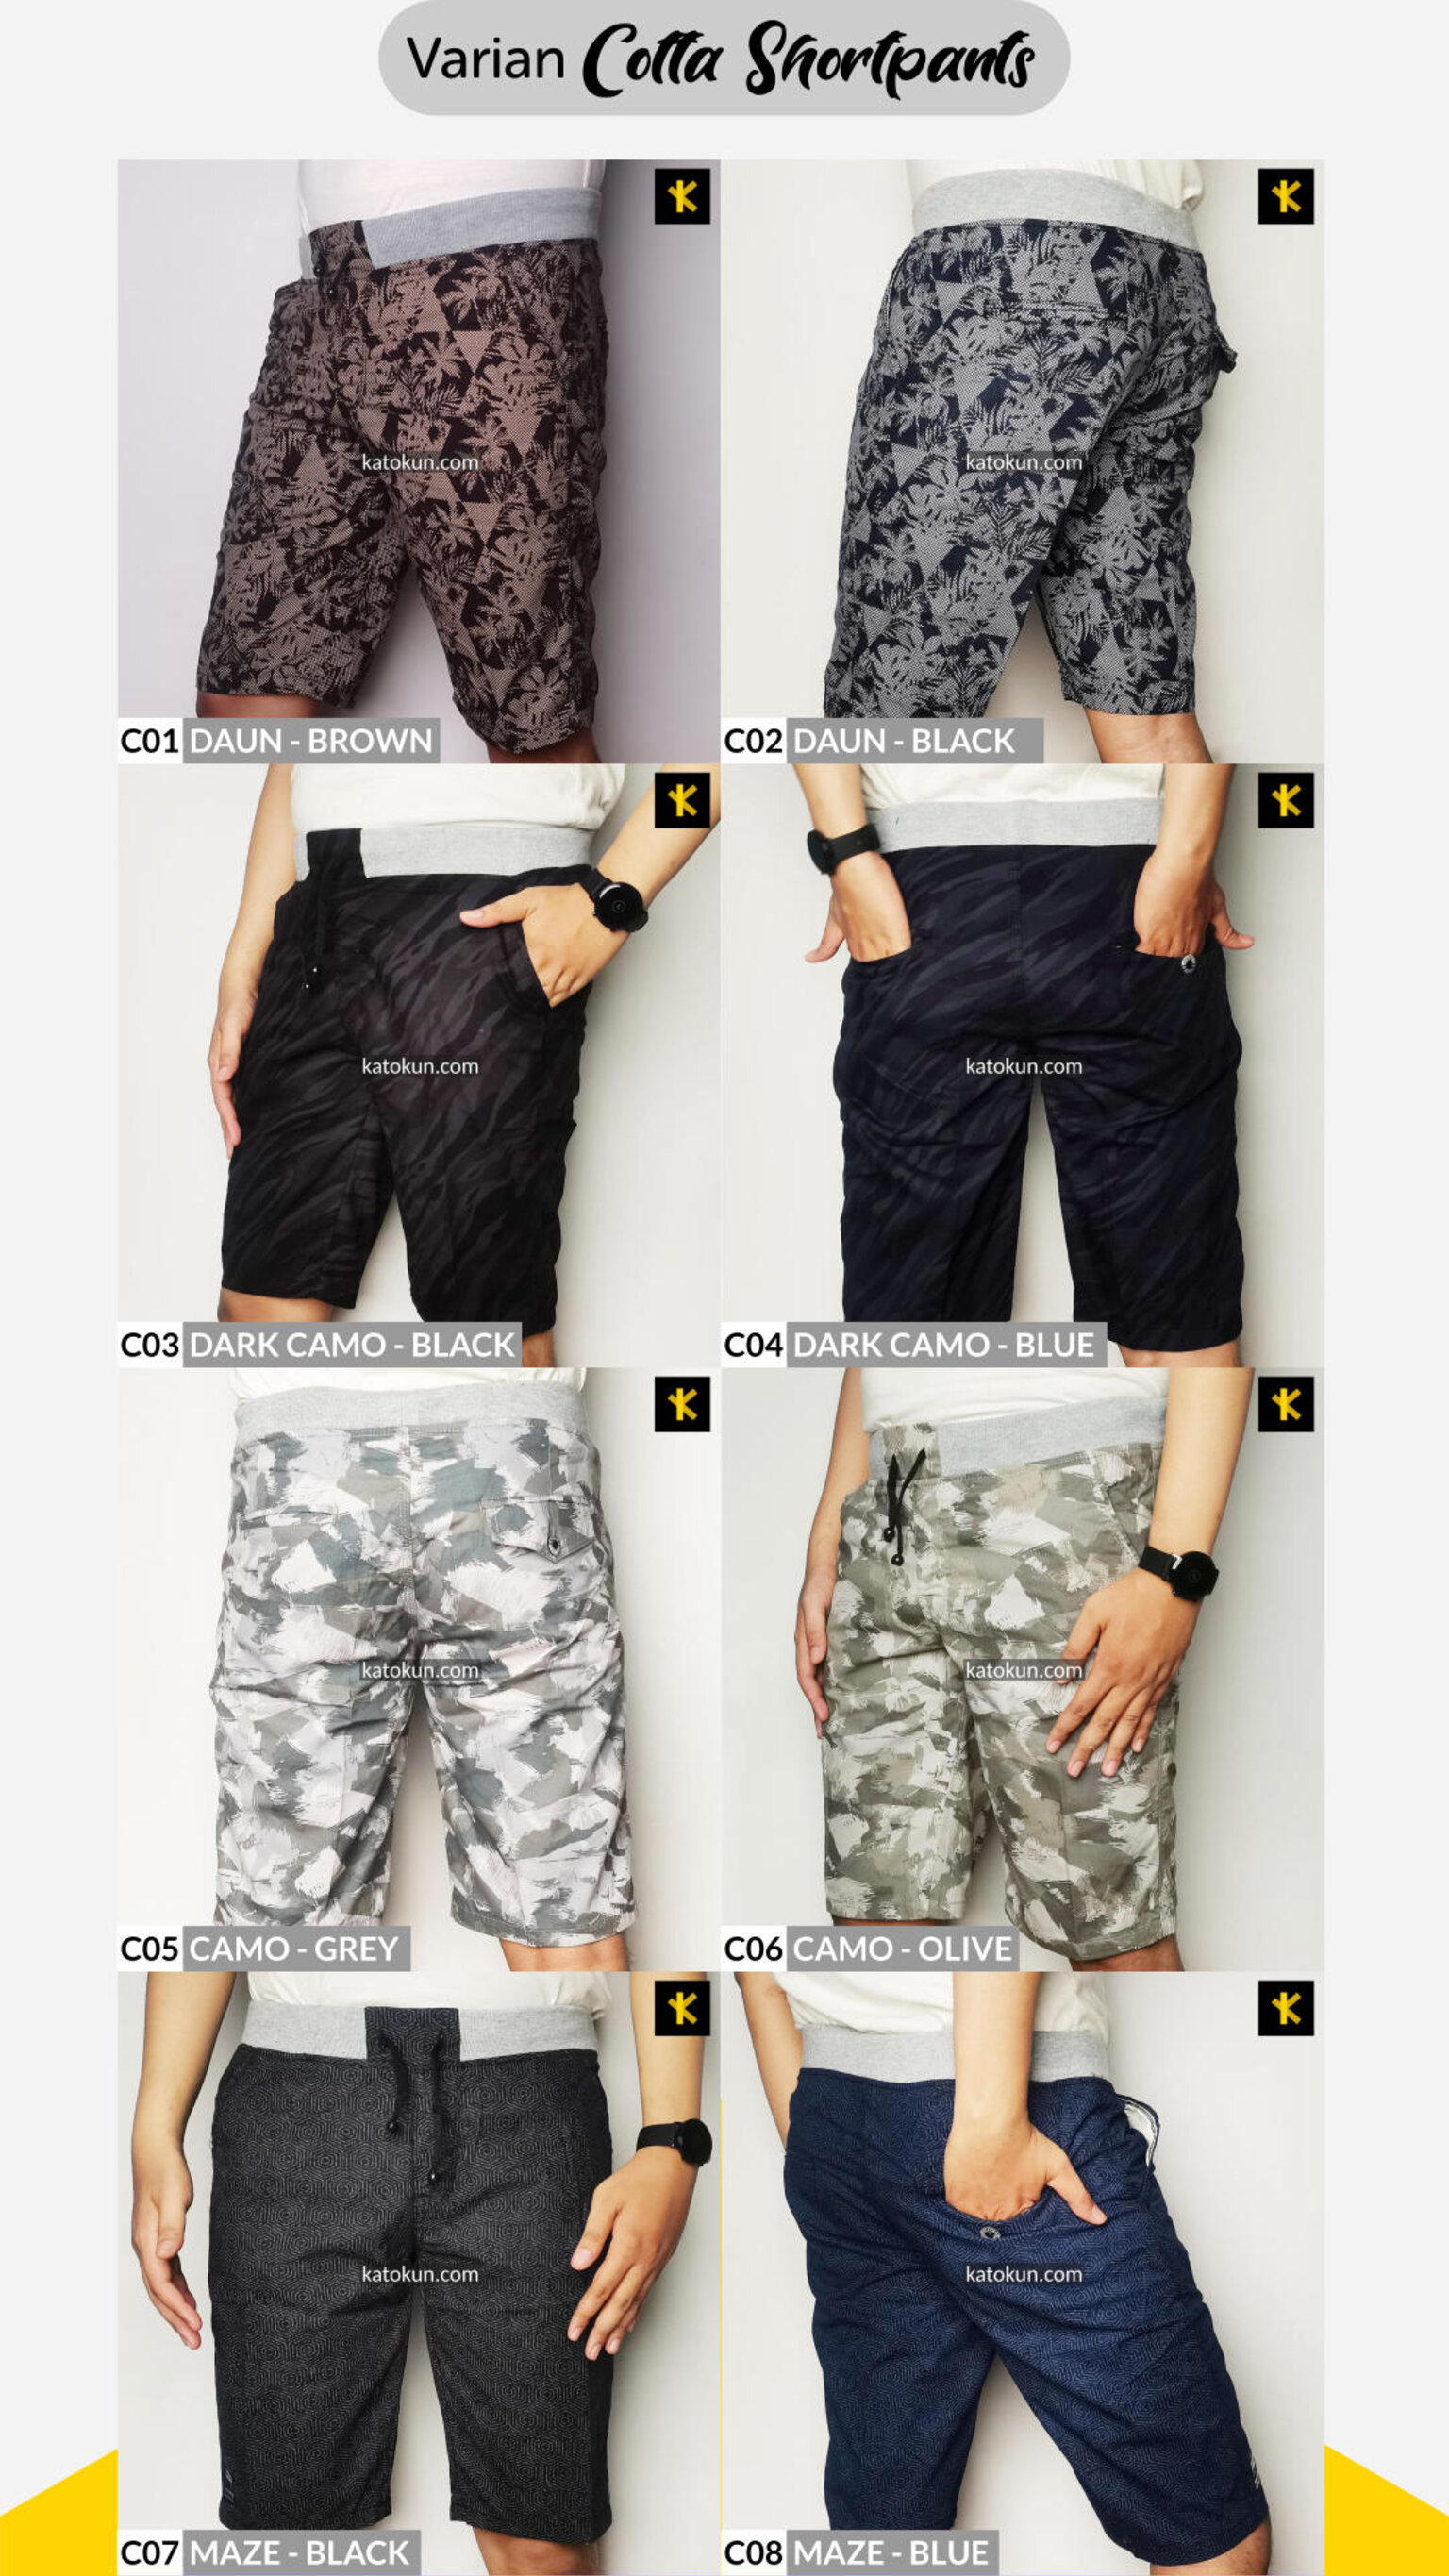 Varian Cotta Shortpants
katokun.com
katokun.com
C01 DAUN - BROWN
C02 DAUN - BLACK
katokun.com
katokun.com
C03 DARK CAMO - BLACK
C04 DARK CAMO - BLUE
katokun.com
katokun.com
C05 CAMO - GREY
C06 CAMO - OLIVE
katokun.com
katokun.com
C07 MAZE - BLACK
C08 MAZE - BLUE